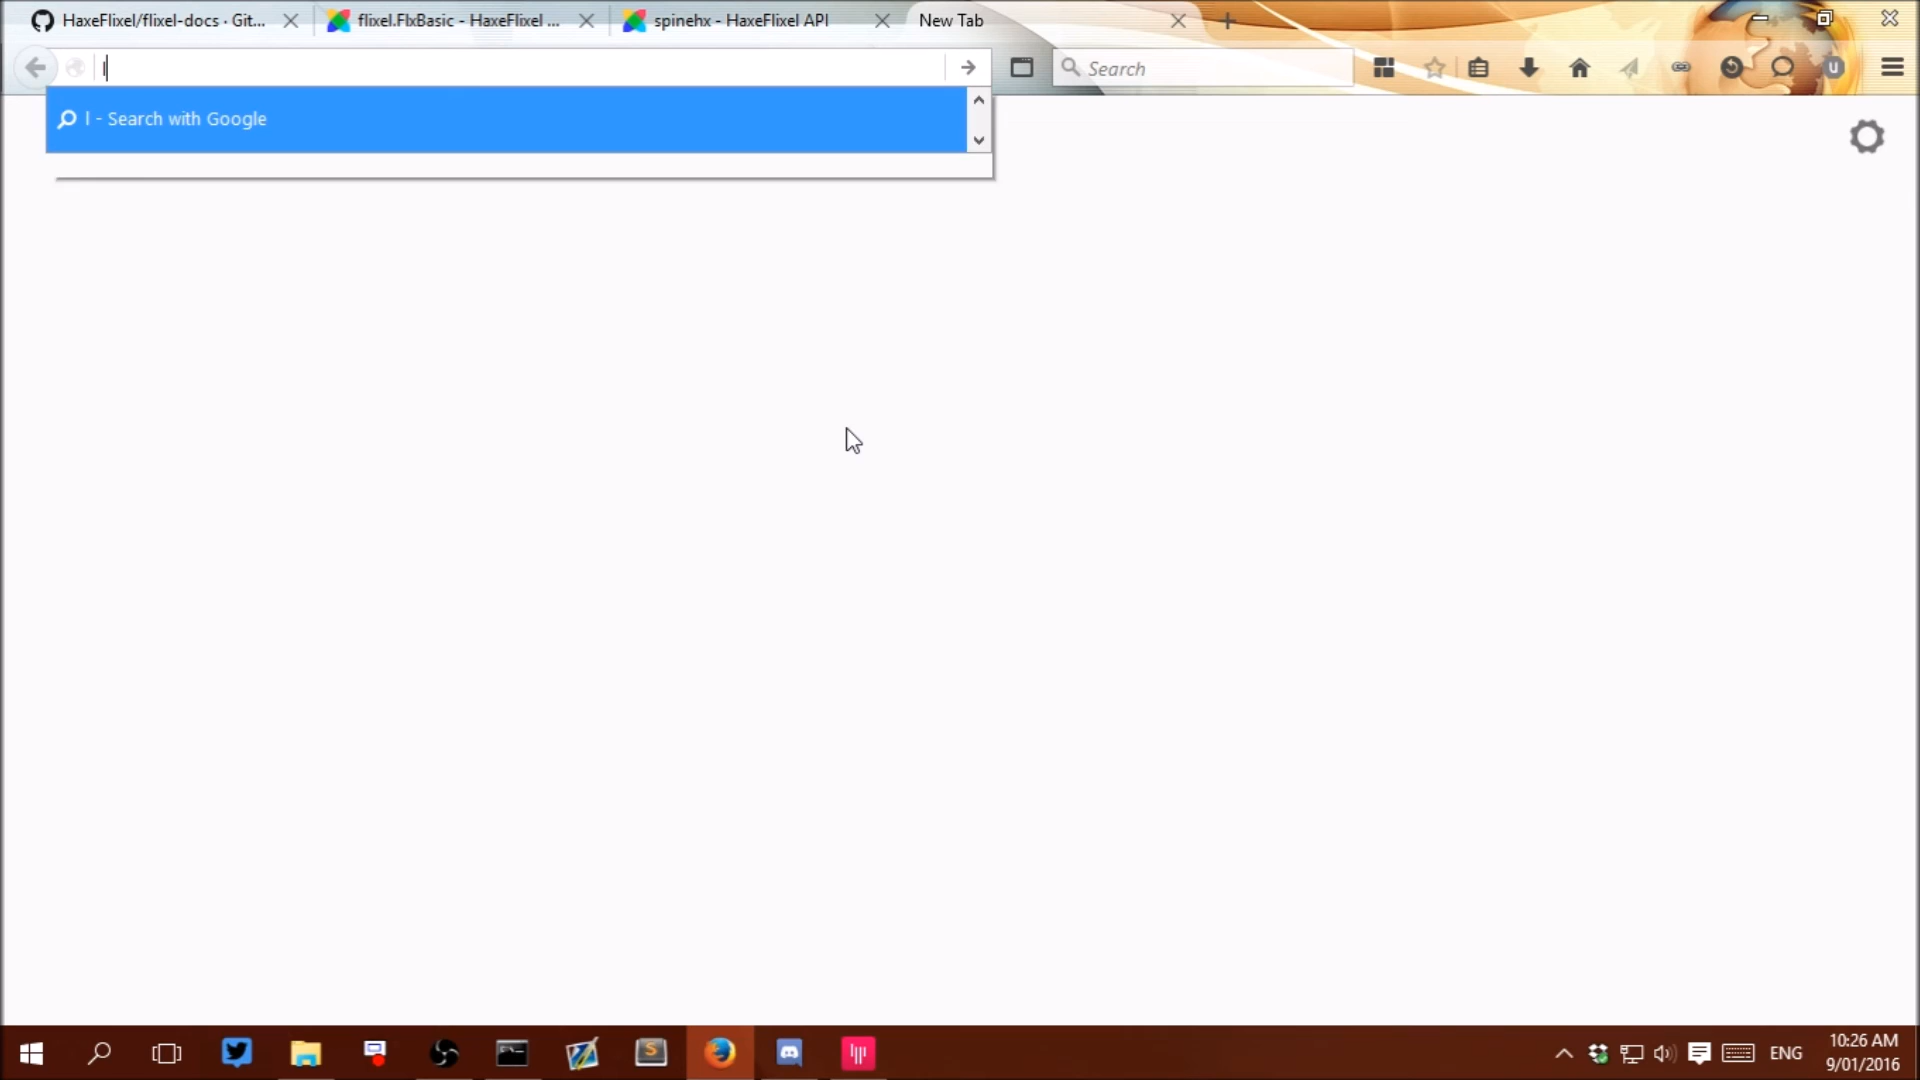 HaxeFlixel/flixel-docs · Git...
flixel.FlxBasic - HaxeFlixel ...
spinehx - HaxeFlixel API
New Tab
l
Search
l - Search with Google
U
S
ENG
10:26 AM
9/01/2016